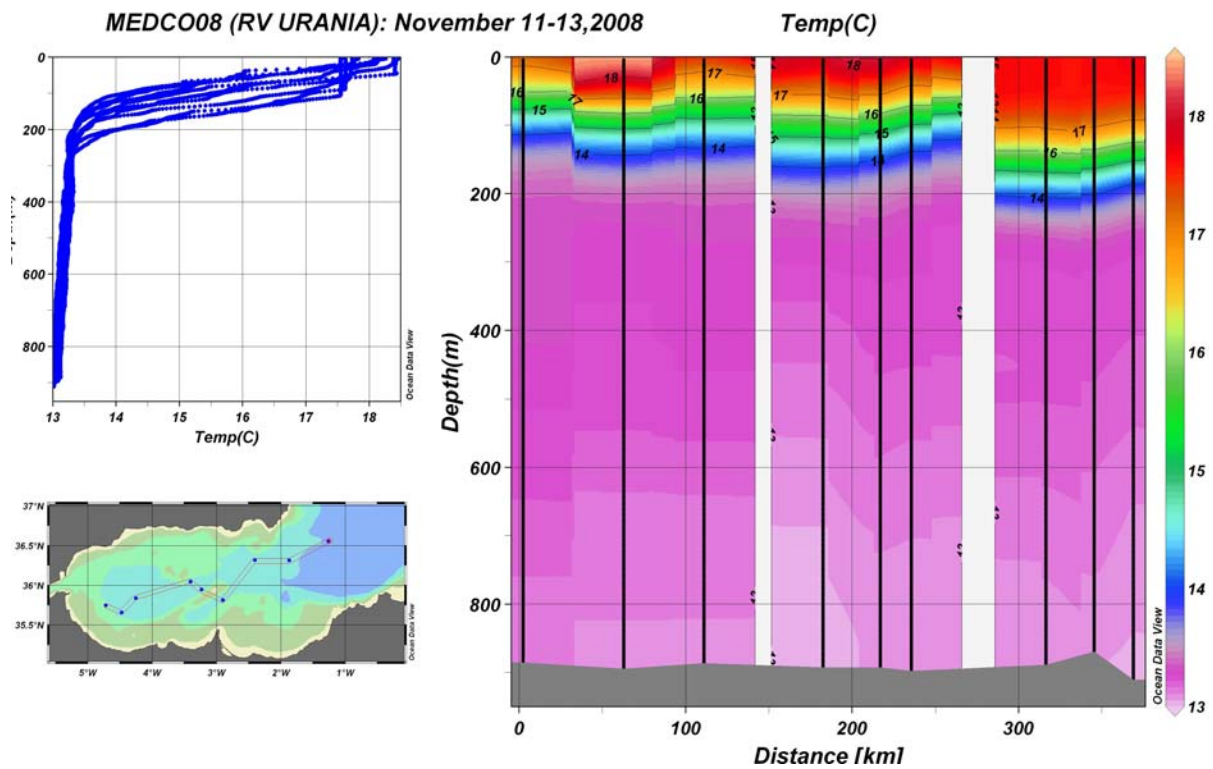 MEDCO08 (RV URANIA): November 11-13,2008
Temp(C)
0
200
400
600
800
13 14 15 16 17 18
Temp(C)
Ocean Data View
37°N
36.5°N
36°N
35.5°N
5°W 4°W 3°W 2°W 1°W
Ocean Data View
Depth(m)
0
200
400
600
800
0 100 200 300
Distance [km]
16 15 17 18 14 17 16 14
17 18 16 15 14
17 16 14
Ocean Data View
18
17
16
15
14
13